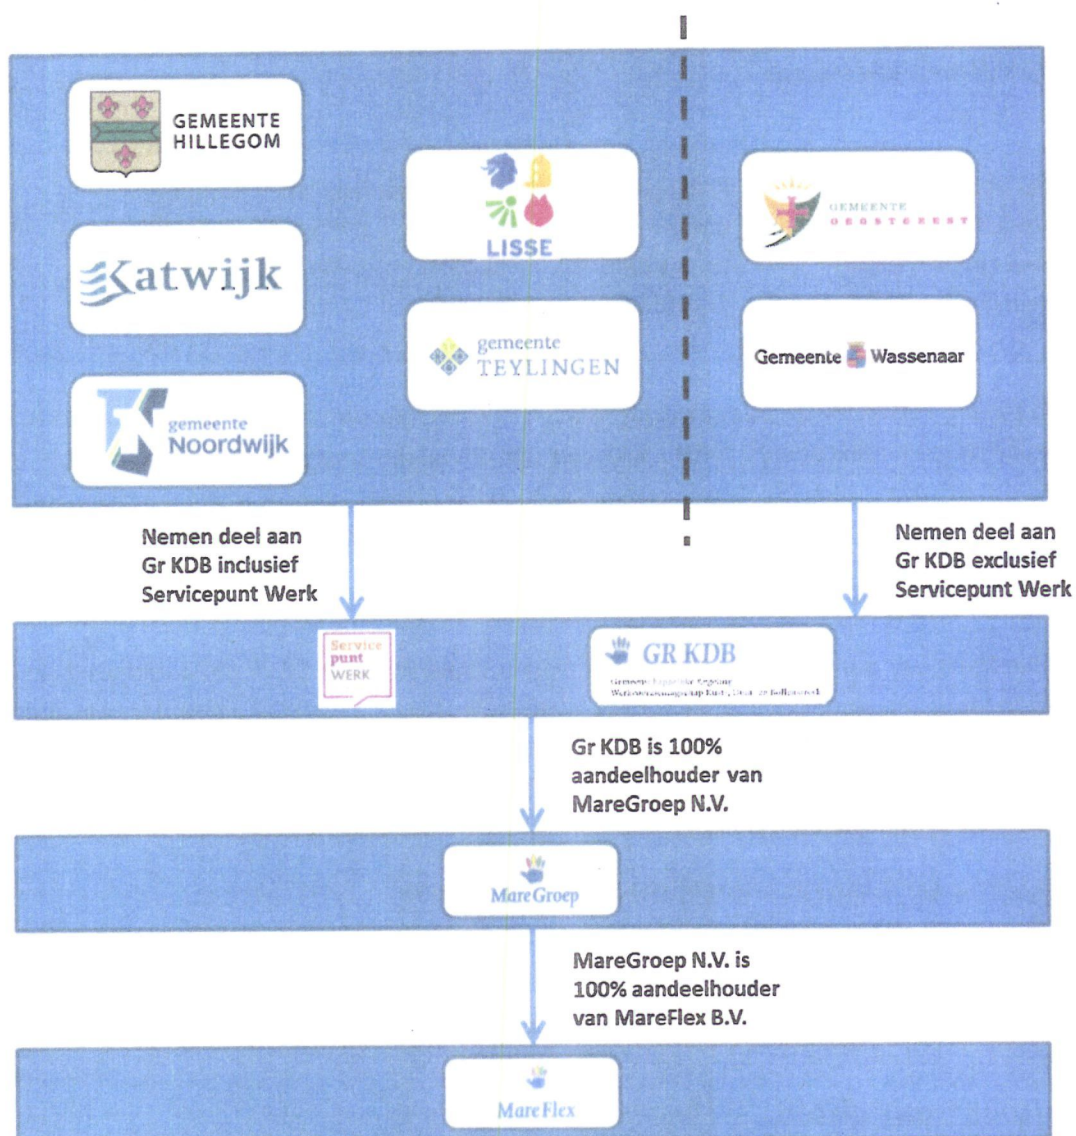 GEMEENTE
HILLEGOM
Katwijk
gemeente
Noordwijk
LISSE
gemeente
TEYLINGEN
GEMEENTE
OEGSTGEEST
Gemeente Wassenaar
Nemen deel aan
Gr KDB inclusief
Servicepunt Werk
Nemen deel aan
Gr KDB exclusief
Servicepunt Werk
Service
punt
WERK
GR KDB
Gr KDB is 100%
aandeelhouder van
MareGroep N.V.
MareGroep
MareGroep N.V. is
100% aandeelhouder
van MareFlex B.V.
MareFlex